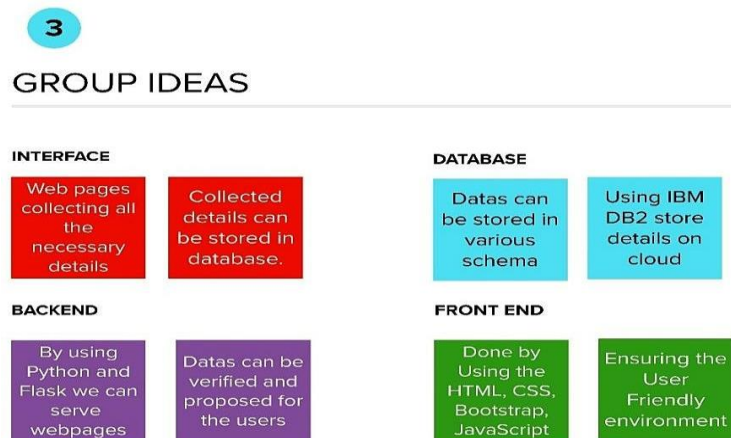 3
GROUP IDEAS
INTERFACE
Web pages
collecting all
the
necessary
details
Collected
details can
be stored in
database.
DATABASE
Datas can
be stored in
various
schema
Using IBM
DB2 store
details on
cloud
BACKEND
By using
Python and
Flask we can
serve
webpages
Datas can be
verified and
proposed for
the users
FRONT END
Done by
Using the
HTML, CSS,
Bootstrap,
JavaScript
Ensuring the
User
Friendly
environment